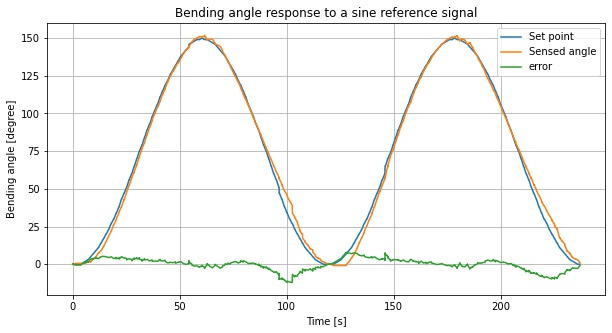 Bending angle response to a sine reference signal
Set point
Sensed angle
error
150
125
100
75
50
25
0
Bending angle [degree]
0
50
100
150
200
Time [s]